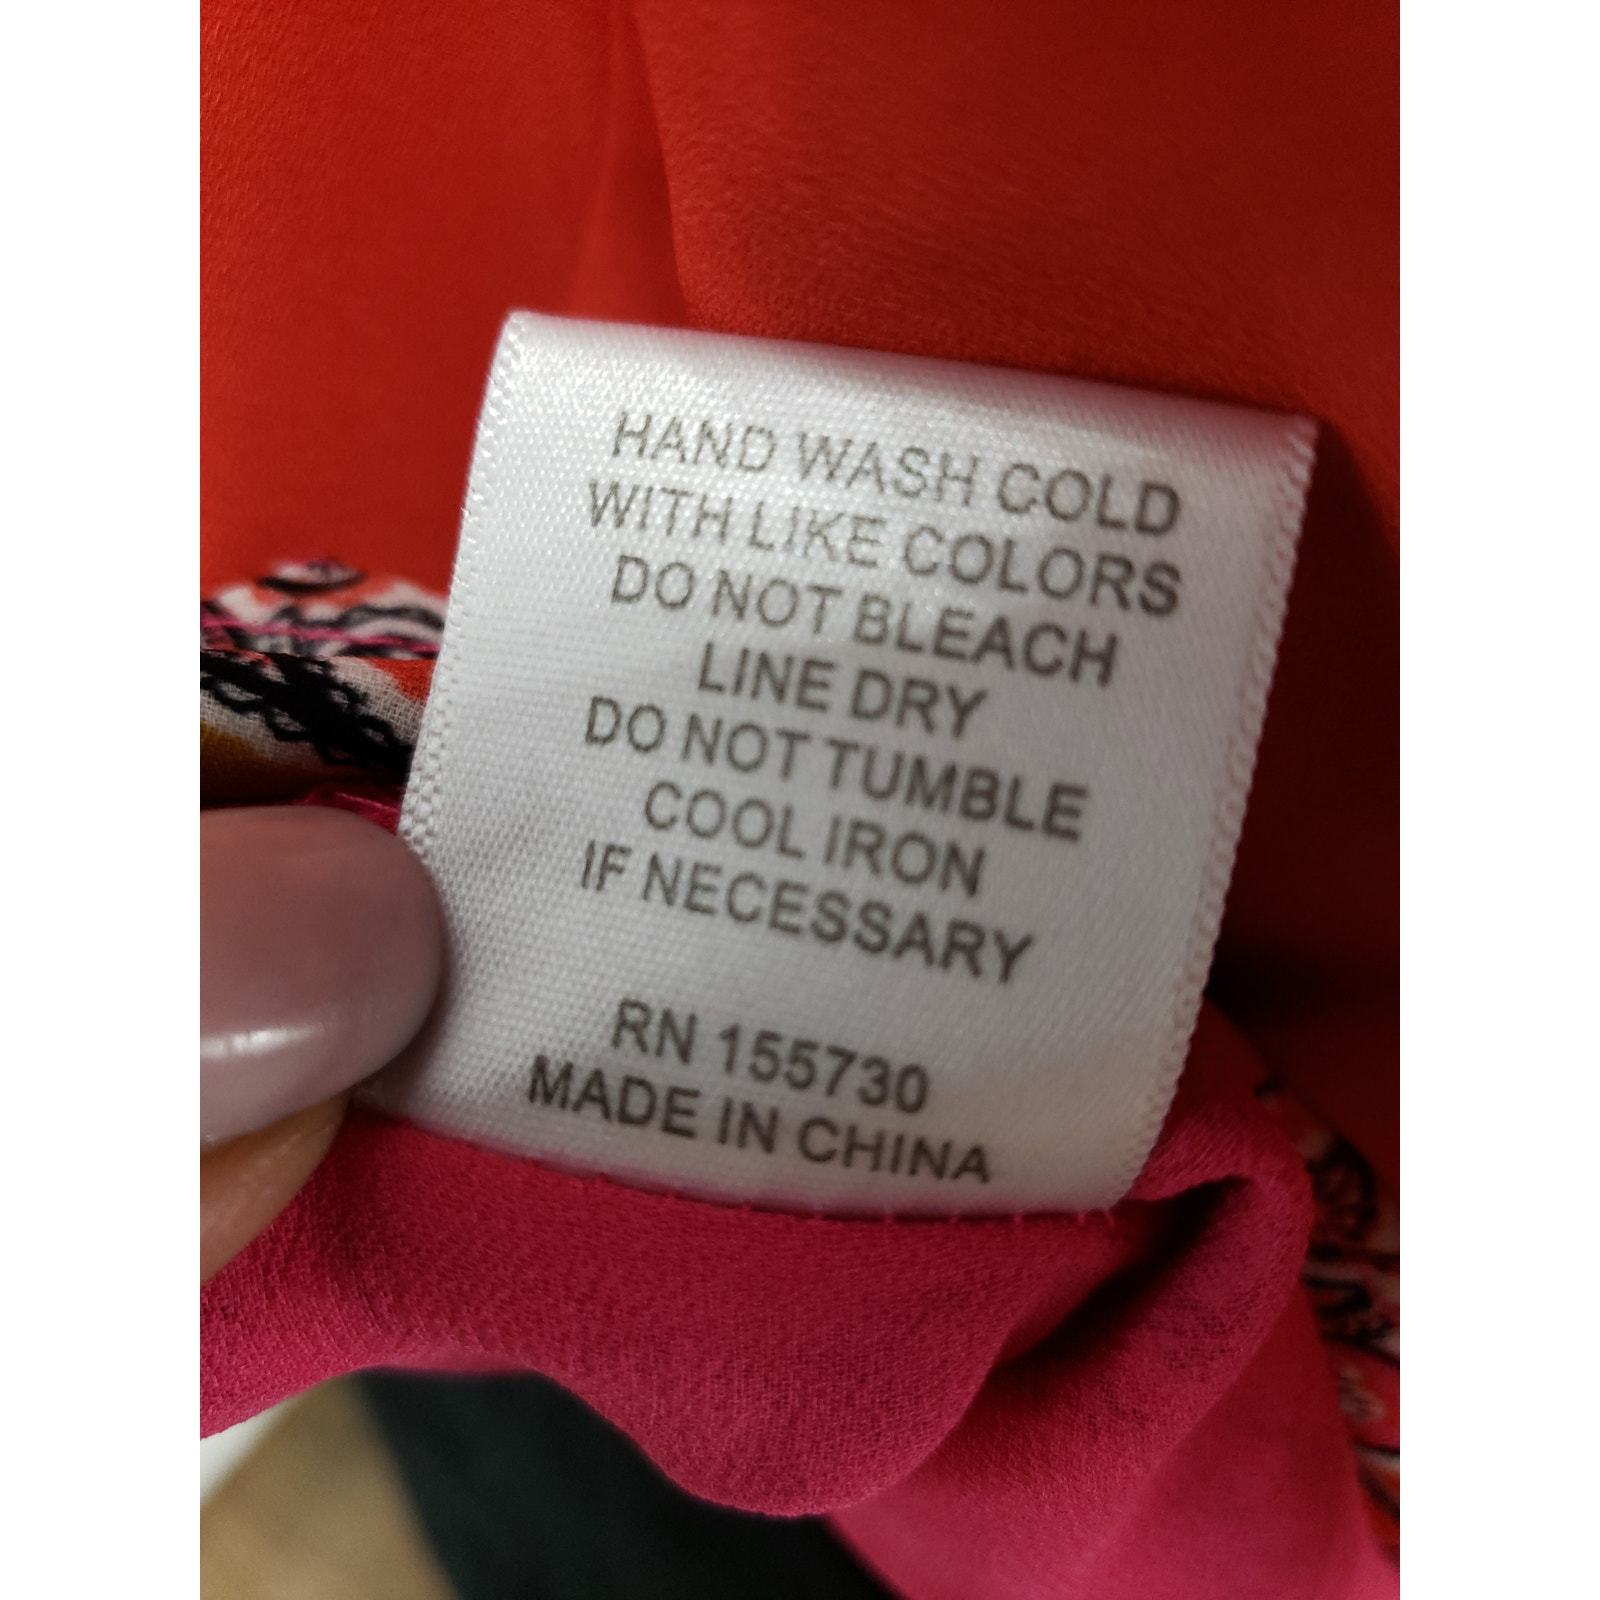 HAND WASH COLD
WITH LIKE COLORS
DO NOT BLEACH
LINE DRY
DO NOT TUMBLE
COOL IRON
IF NECESSARY
RN 155730
MADE IN CHINA